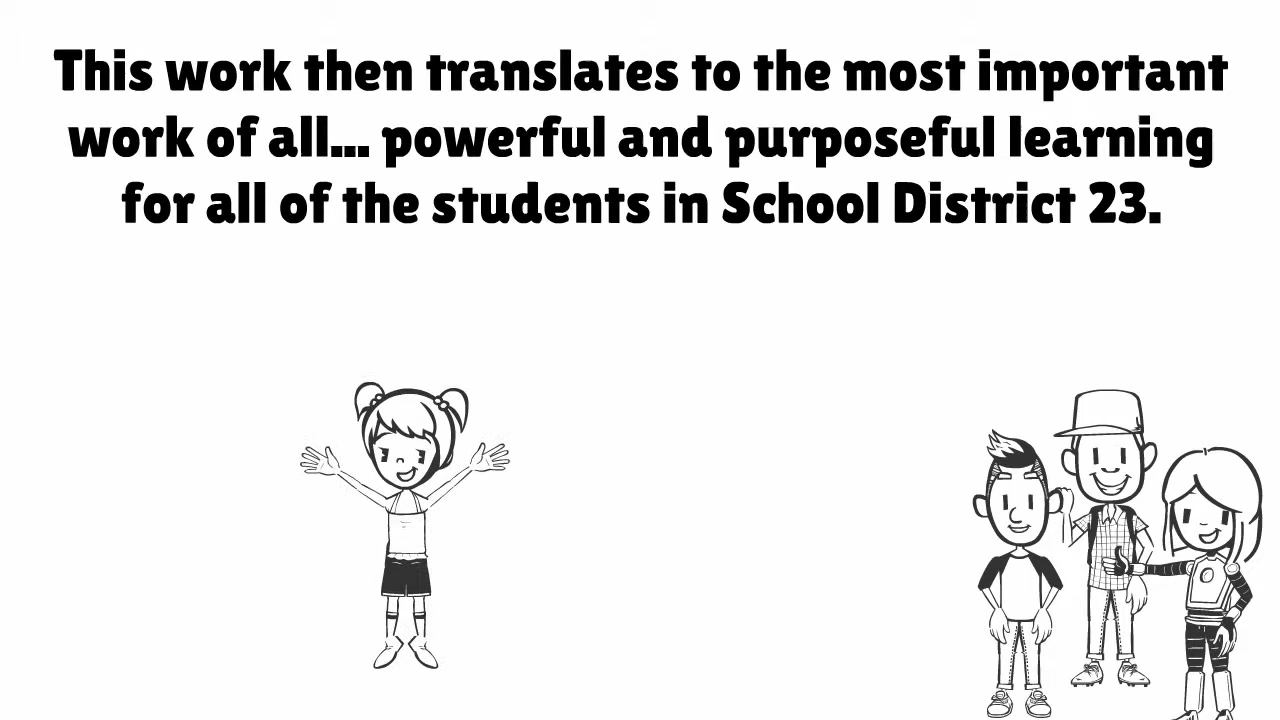 This work then translates to the most important
work of all... powerful and purposeful learning
for all of the students in School District 23.